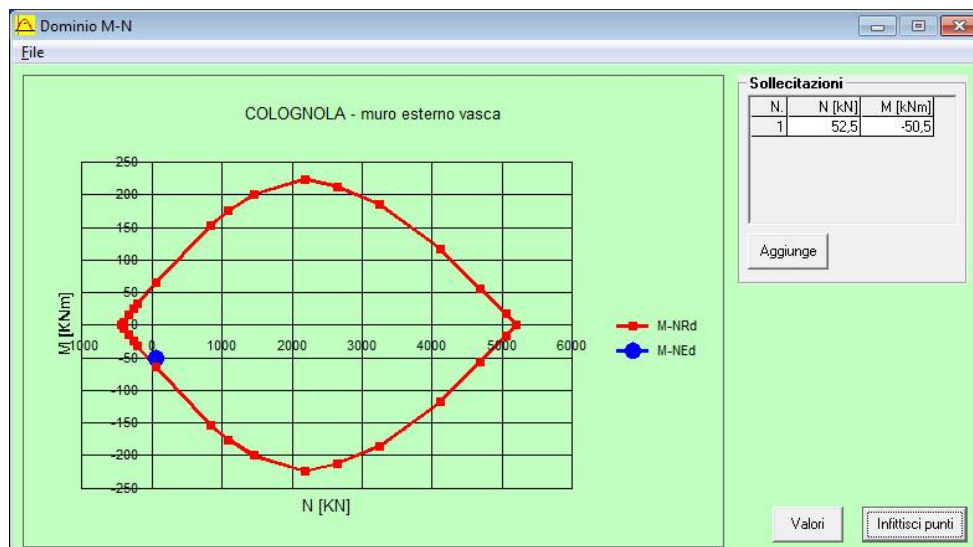 Dominio M-N
File
COLOGNOLA - muro esterno vasca
250
200
150
100
50
0
-50
-100
-150
-200
-250
M [KNm]
-1000
0
1000
2000
3000
4000
5000
6000
N [KN]
M-NRd
M-NEd
Sollecitazioni
N. N [kN] M [kNm]
1 52,5 -50,5
Aggiunge
Valori
Infittisci punti